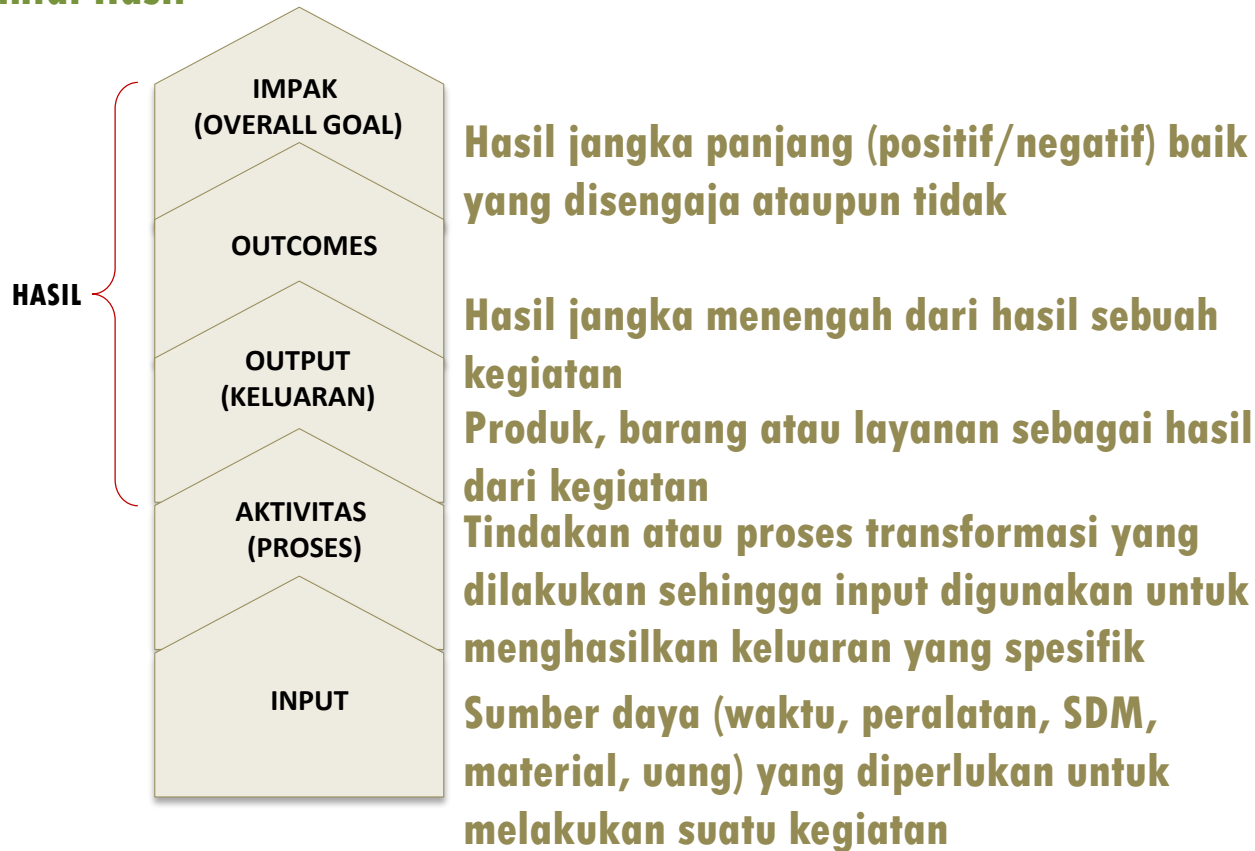 Hasil
IMPAK
(OVERALL GOAL)
Hasil jangka panjang (positif/negatif) baik
yang disengaja ataupun tidak
OUTCOMES
HASIL
Hasil jangka menengah dari hasil sebuah
kegiatan
OUTPUT
(KELUARAN)
Produk, barang atau layanan sebagai hasil
dari kegiatan
AKTIVITAS
(PROSES)
Tindakan atau proses transformasi yang
dilakukan sehingga input digunakan untuk
menghasilkan keluaran yang spesifik
INPUT
Sumber daya (waktu, peralatan, SDM,
material, uang) yang diperlukan untuk
melakukan suatu kegiatan